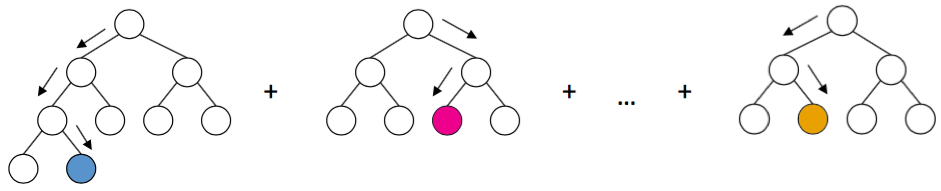 + + ... +